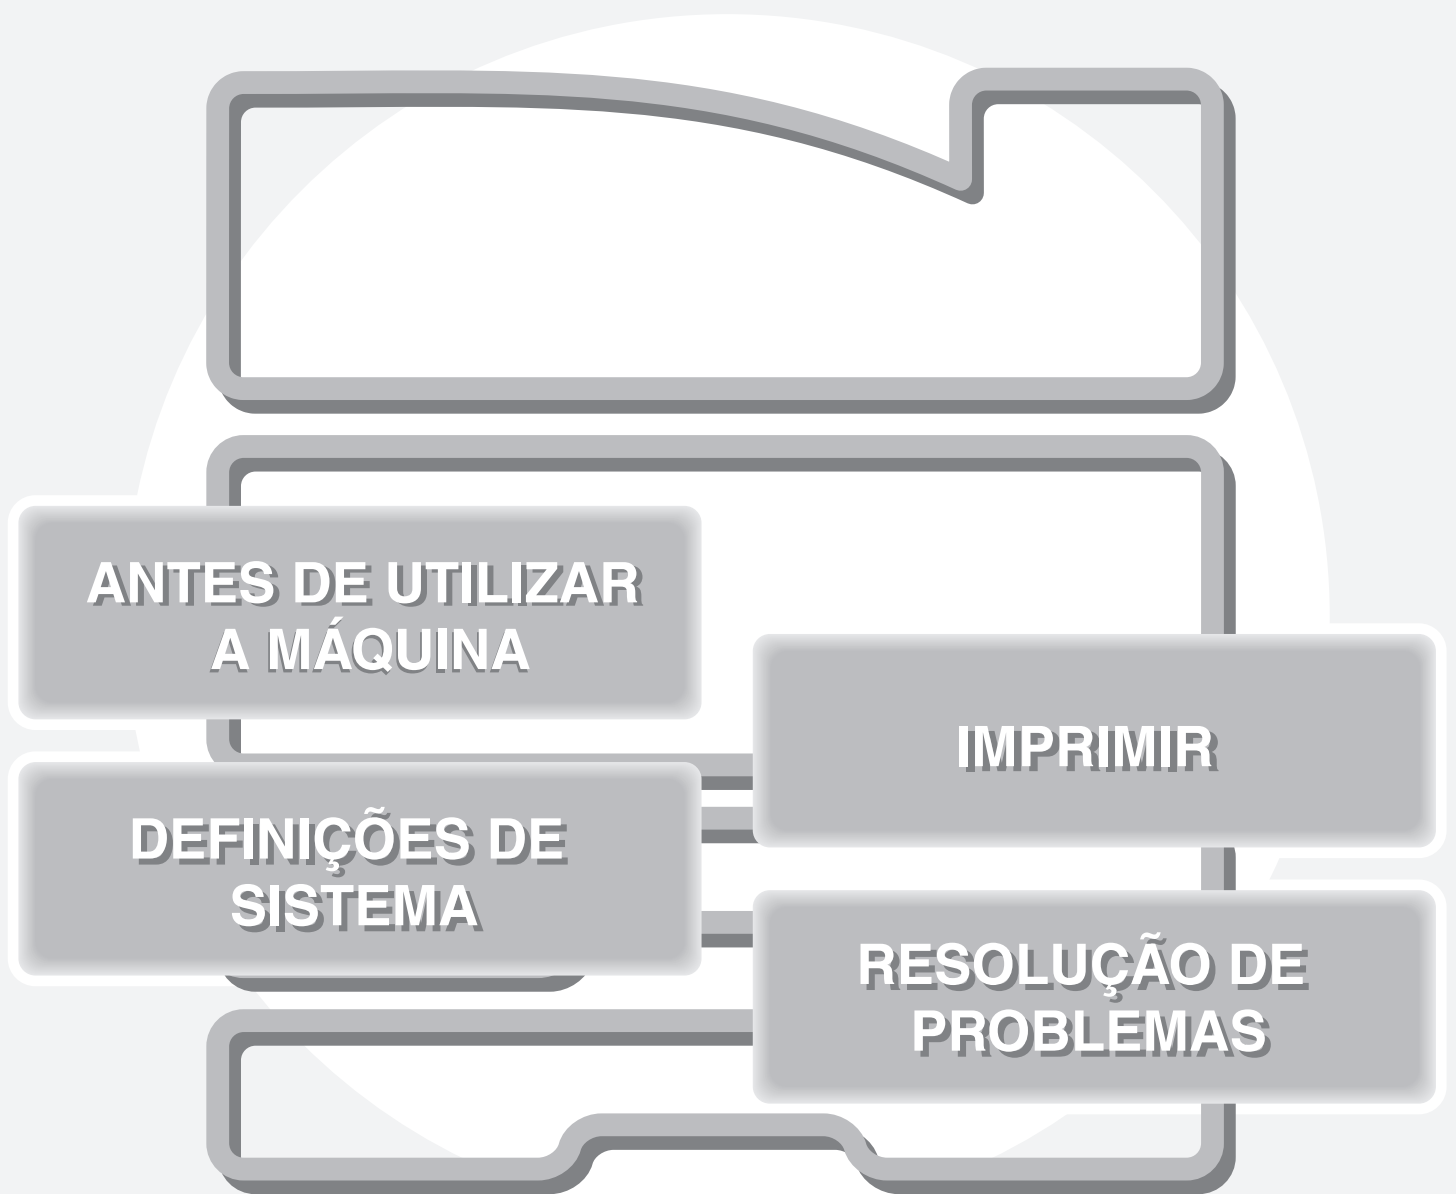 ANTES DE UTILIZAR
A MÁQUINA
IMPRIMIR
DEFINIÇÕES DE
SISTEMA
RESOLUÇÃO DE
PROBLEMAS